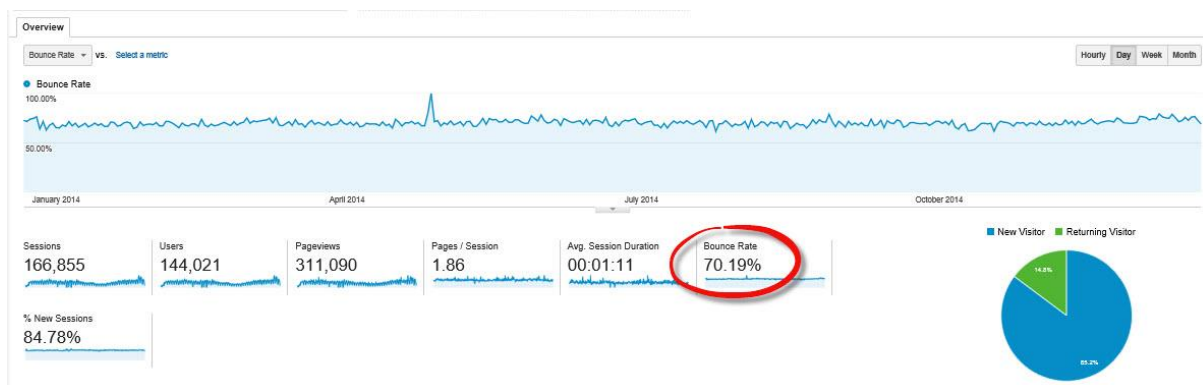 Overview
Bounce Rate VS. Select a metric
Hourly Day Week Month
Bounce Rate
100.00%
50.00%
January 2014 April 2014 July 2014 October 2014
Sessions Users Pageviews Pages / Session Avg. Session Duration Bounce Rate
166,855 144,021 311,090 1.86 00:01:11 70.19%
% New Sessions
84.78%
New Visitor Returning Visitor
14.8%
85.2%